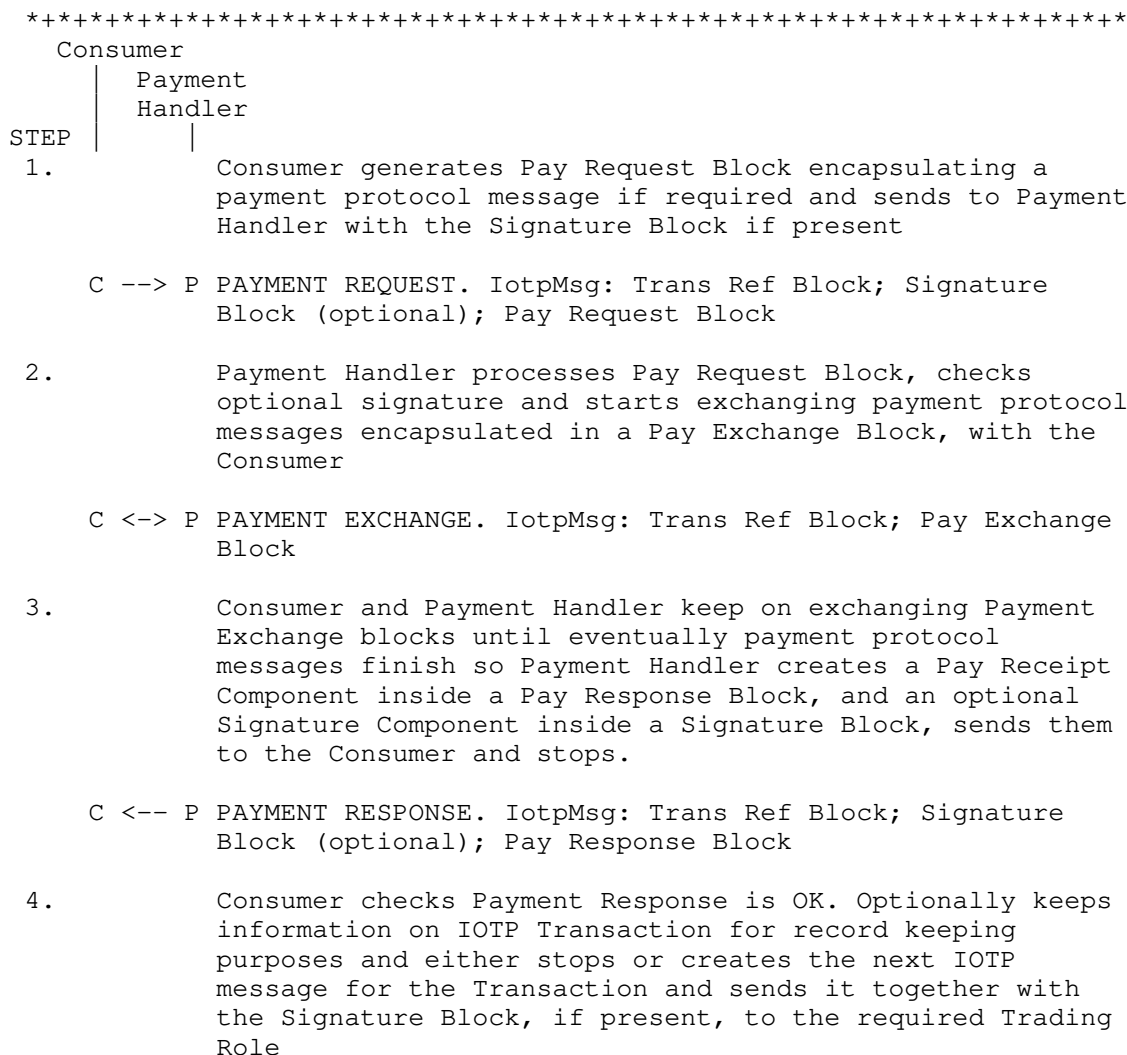 *+*+*+*+*+*+*+*+*+*+*+*+*+*+*+*+*+*+*+*+*+*+*+*+*+*+*+*+*+*+*+*+*+*+*
Consumer
| Payment
| Handler
STEP | |
1. Consumer generates Pay Request Block encapsulating a
payment protocol message if required and sends to Payment
Handler with the Signature Block if present
C --> P PAYMENT REQUEST. IotpMsg: Trans Ref Block; Signature
Block (optional); Pay Request Block
2. Payment Handler processes Pay Request Block, checks
optional signature and starts exchanging payment protocol
messages encapsulated in a Pay Exchange Block, with the
Consumer
C <-> P PAYMENT EXCHANGE. IotpMsg: Trans Ref Block; Pay Exchange
Block
3. Consumer and Payment Handler keep on exchanging Payment
Exchange blocks until eventually payment protocol
messages finish so Payment Handler creates a Pay Receipt
Component inside a Pay Response Block, and an optional
Signature Component inside a Signature Block, sends them
to the Consumer and stops.
C <-- P PAYMENT RESPONSE. IotpMsg: Trans Ref Block; Signature
Block (optional); Pay Response Block
4. Consumer checks Payment Response is OK. Optionally keeps
information on IOTP Transaction for record keeping
purposes and either stops or creates the next IOTP
message for the Transaction and sends it together with
the Signature Block, if present, to the required Trading
Role